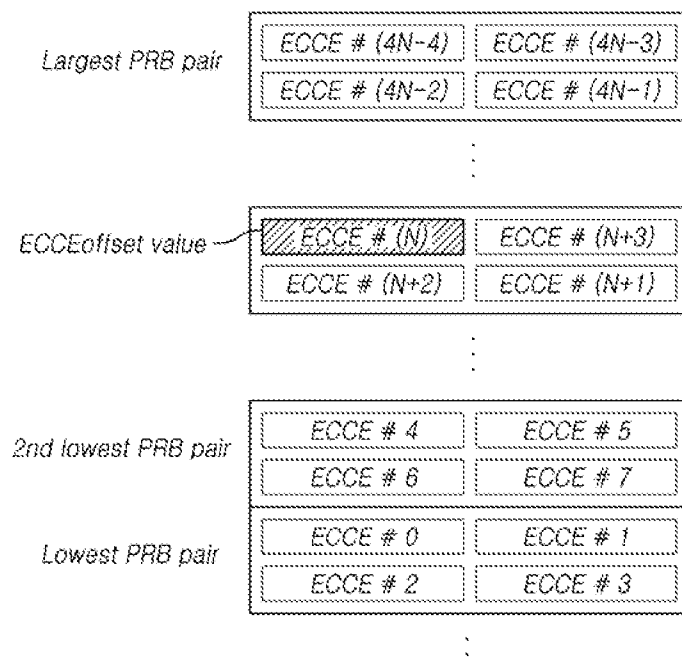 Largest PRB pair
ECCE # (4N-4) ECCE # (4N-3)
ECCE # (4N-2) ECCE # (4N-1)
ECCEoffset value
ECCE # (N) ECCE # (N+3)
ECCE # (N+2) ECCE # (N+1)
2nd lowest PRB pair
ECCE # 4 ECCE # 5
ECCE # 6 ECCE # 7
Lowest PRB pair
ECCE # 0 ECCE # 1
ECCE # 2 ECCE # 3